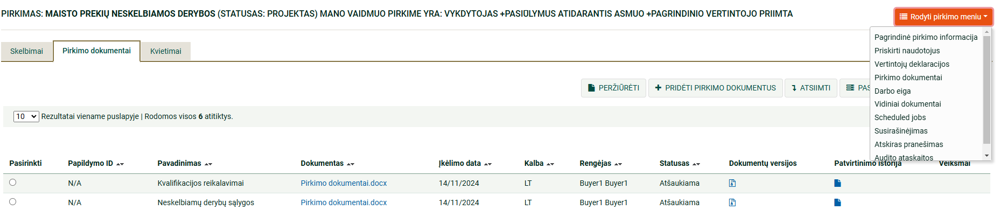 PIRKIMAS: MAISTO PREKIŲ NESKELBIAMOS DERYBOS (STATUSAS: PROJEKTAS) MANO VAIDMUO PIRKIME YRA: VYKDYTOJAS +PASIŪLYMUS ATIDARANTIS ASMUO +PAGRINDINIO VERTINTOJO PRIIMTA
Rodyti pirkimo meniu
Pagrindinė pirkimo informacija
Priskirti naudotojus
Vertintojų deklaracijos
Pirkimo dokumentai
Darbo eiga
Vidiniai dokumentai
Scheduled jobs
Susirašinėjimas
Atskiras pranešimas
Audito ataskaitos
Skelbimai Pirkimo dokumentai Kvietimai
PERŽIŪRĖTI PRIDĖTI PIRKIMO DOKUMENTUS ATSIIMTI PAS
10 Rezultatai viename puslapyje | Rodomos visos 6 atitiktys.
Pasirinkti Papildymo ID Pavadinimas Dokumentas Įkėlimo data Kalba Rengėjas Statusas Dokumentų versijos Patvirtinimo istorija Veiksmai
N/A Kvalifikacijos reikalavimai Pirkimo dokumentai.docx 14/11/2024 LT Buyer1 Buyer1 Atšaukiama
N/A Neskelbiamų derybų sąlygos Pirkimo dokumentai.docx 14/11/2024 LT Buyer1 Buyer1 Atšaukiama